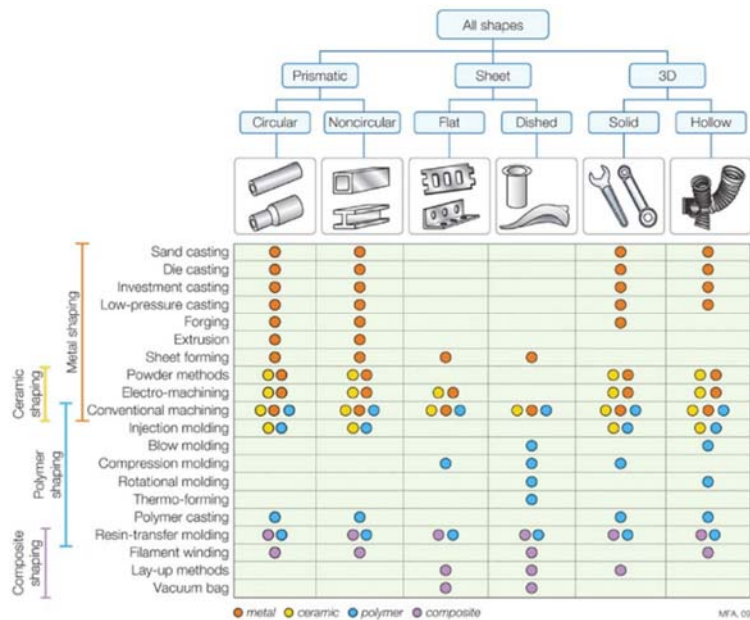 All shapes
Prismatic Sheet 3D
Circular Noncircular Flat Dished Solid Hollow
Metal shaping
Ceramic shaping
Polymer shaping
Composite shaping
Sand casting
Die casting
Investment casting
Low-pressure casting
Forging
Extrusion
Sheet forming
Powder methods
Electro-machining
Conventional machining
Injection molding
Blow molding
Compression molding
Rotational molding
Thermo-forming
Polymer casting
Resin-transfer molding
Filament winding
Lay-up methods
Vacuum bag
metal ceramic polymer composite
MFA, 09